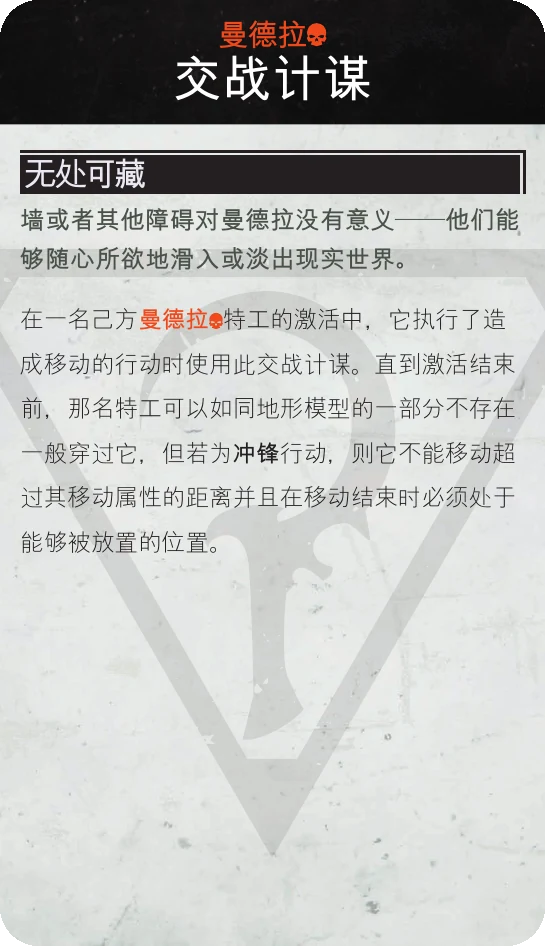 曼德拉
交战计谋
无处可藏
墙或者其他障碍对曼德拉没有意义——他们能
够随心所欲地滑入或淡出现实世界。
在一名己方曼德拉特工的激活中，它执行了造
成移动的行动时使用此交战计谋。直到激活结束
前，那名特工可以如同地形模型的一部分不存在
一般穿过它，但若为冲锋行动，则它不能移动超
过其移动属性的距离并且在移动结束时必须处于
能够被放置的位置。